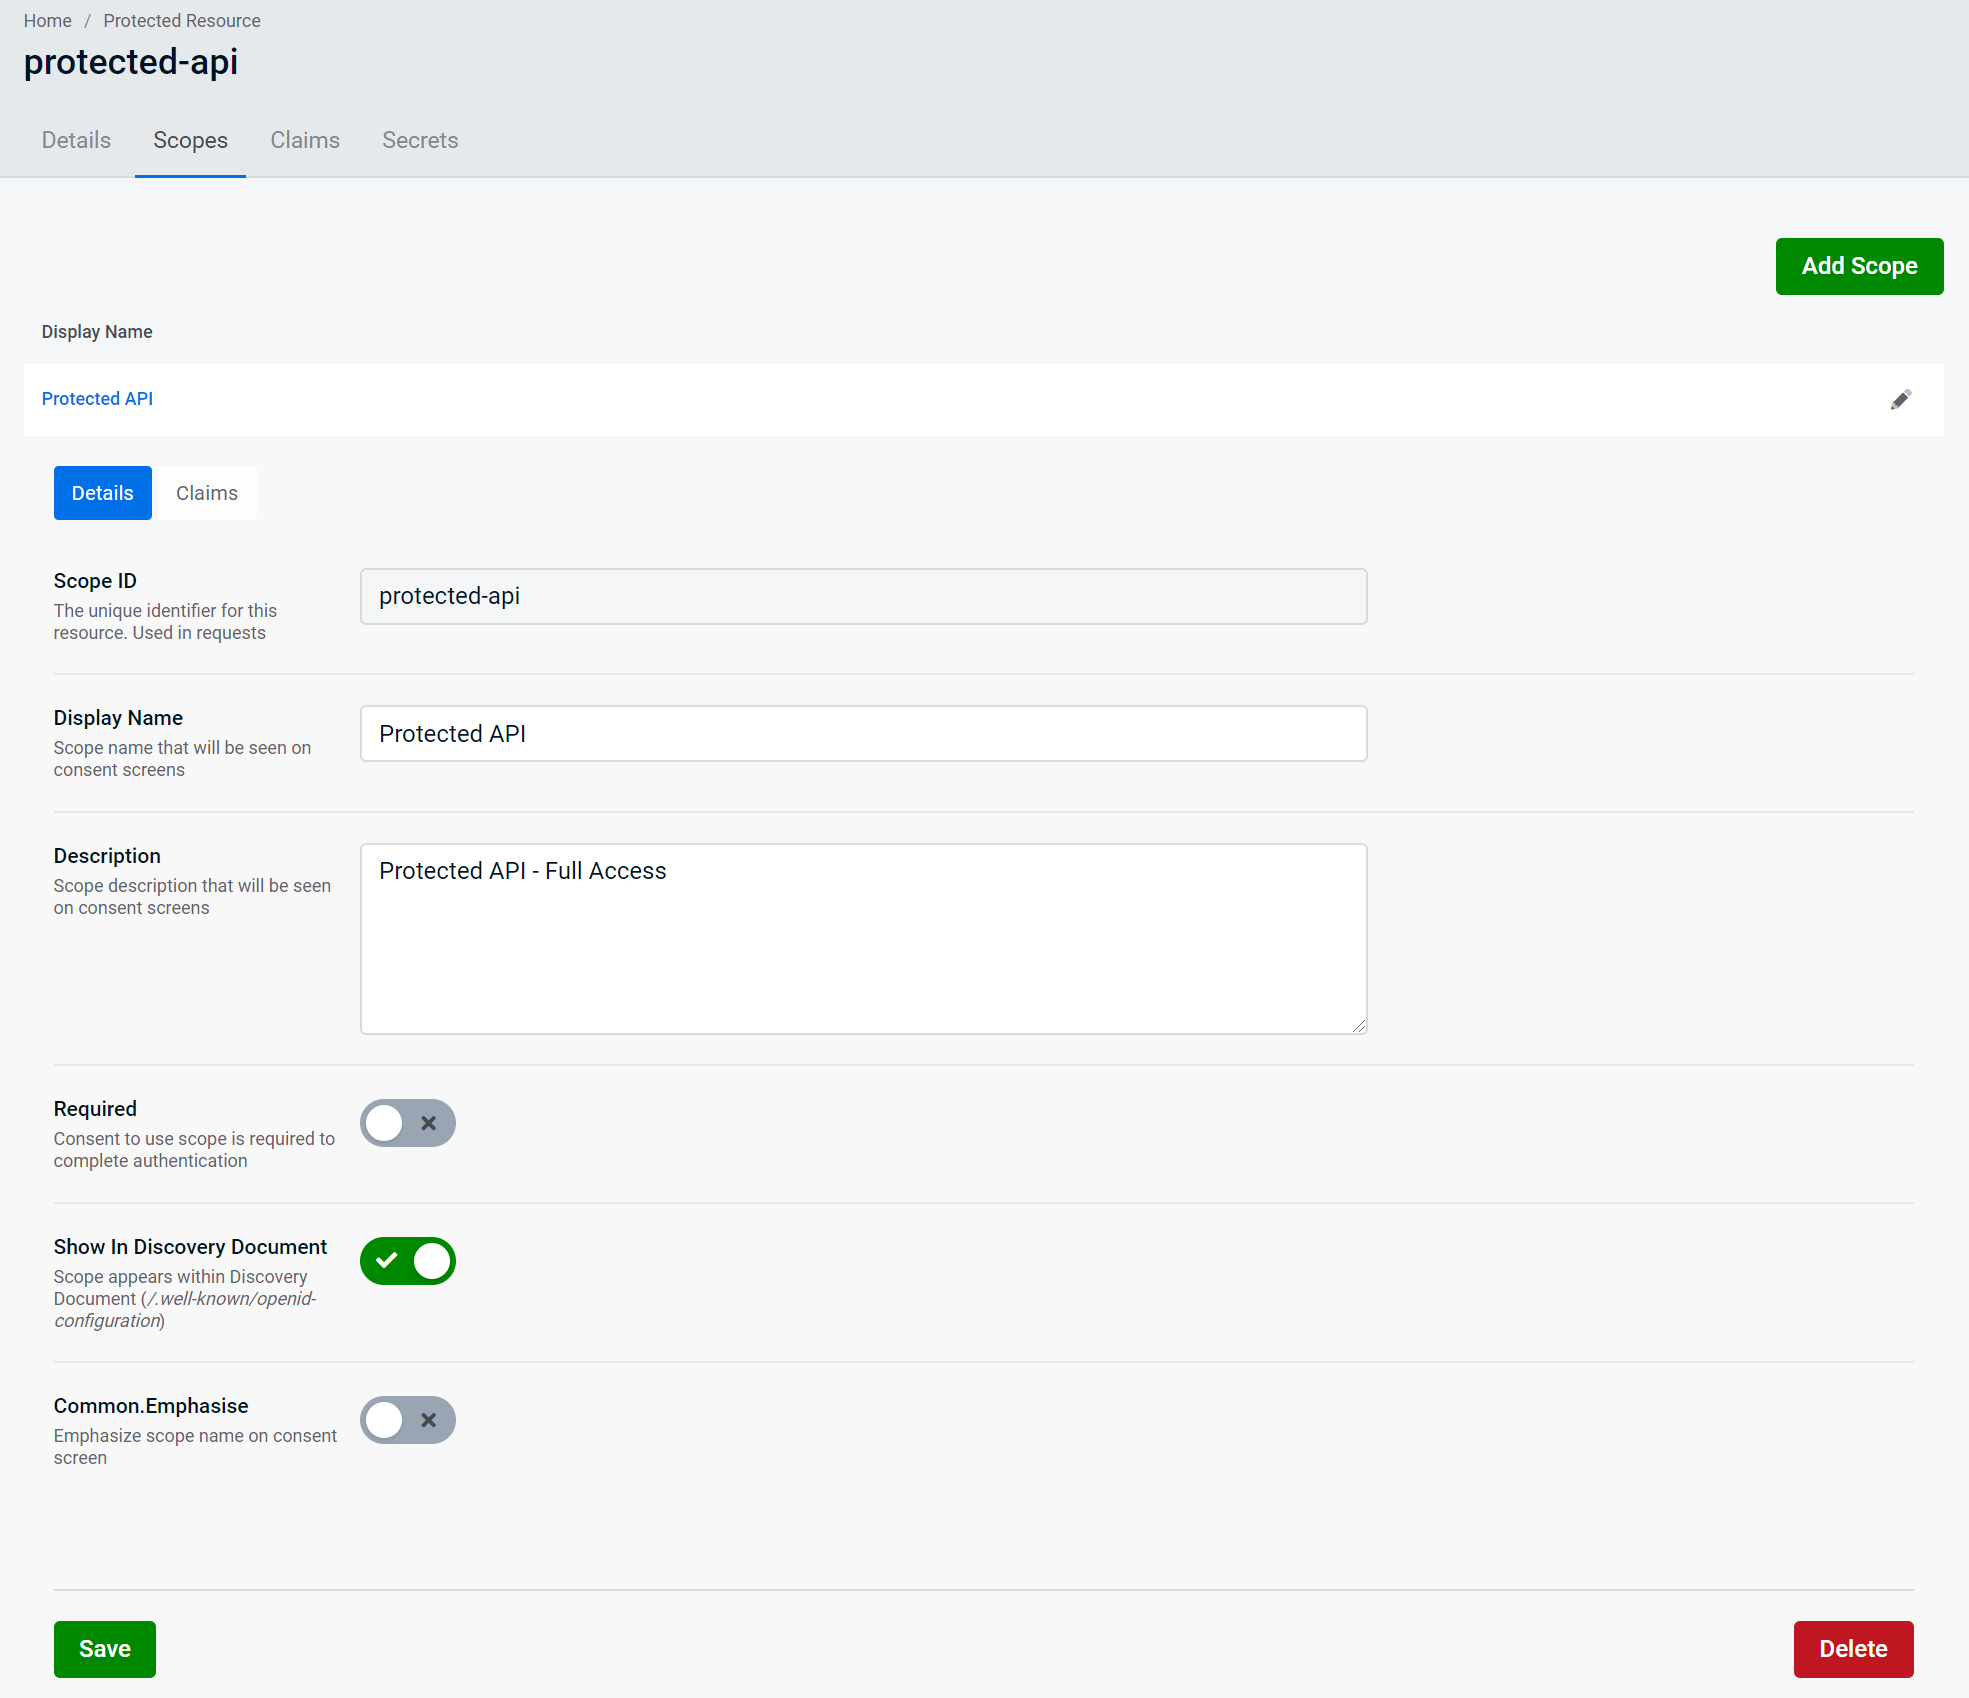 Home / Protected Resource
protected-api
Details Scopes Claims Secrets
Add Scope
Display Name
Protected API
Details Claims
Scope ID
The unique identifier for this
resource. Used in requests
protected-api
Display Name
Scope name that will be seen on
consent screens
Protected API
Description
Scope description that will be seen
on consent screens
Protected API - Full Access
Required
Consent to use scope is required to
complete authentication
Show In Discovery Document
Scope appears within Discovery
Document (/.well-known/openid-
configuration)
Common.Emphasise
Emphasize scope name on consent
screen
Save Delete